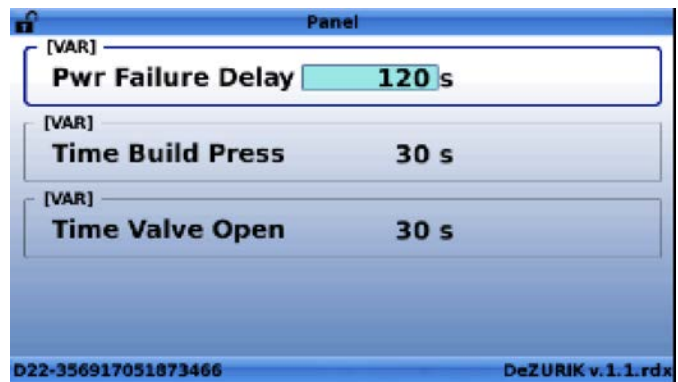 Panel
[VAR]
Pwr Failure Delay 120 s
[VAR]
Time Build Press 30 s
[VAR]
Time Valve Open 30 s
D22-356917051873466 DeZURIK v.1.1.rdx